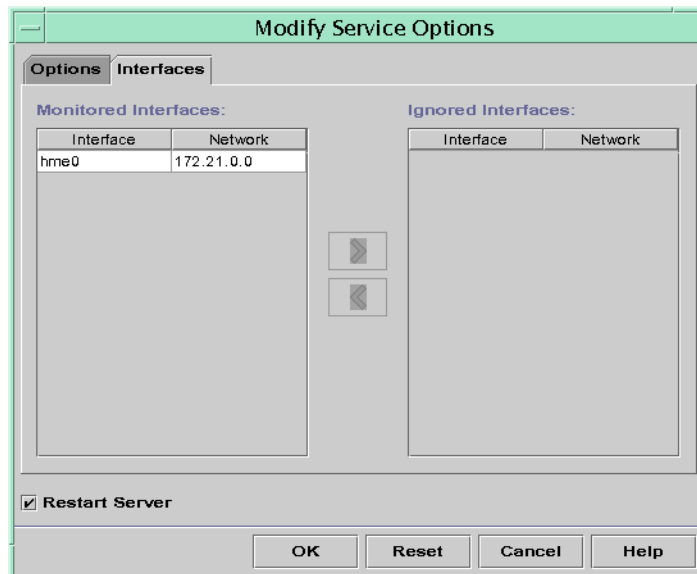 Modify Service Options
Options Interfaces
Monitored Interfaces: Ignored Interfaces:
Interface Network Interface Network
hme0 172.21.0.0
Restart Server
OK Reset Cancel Help